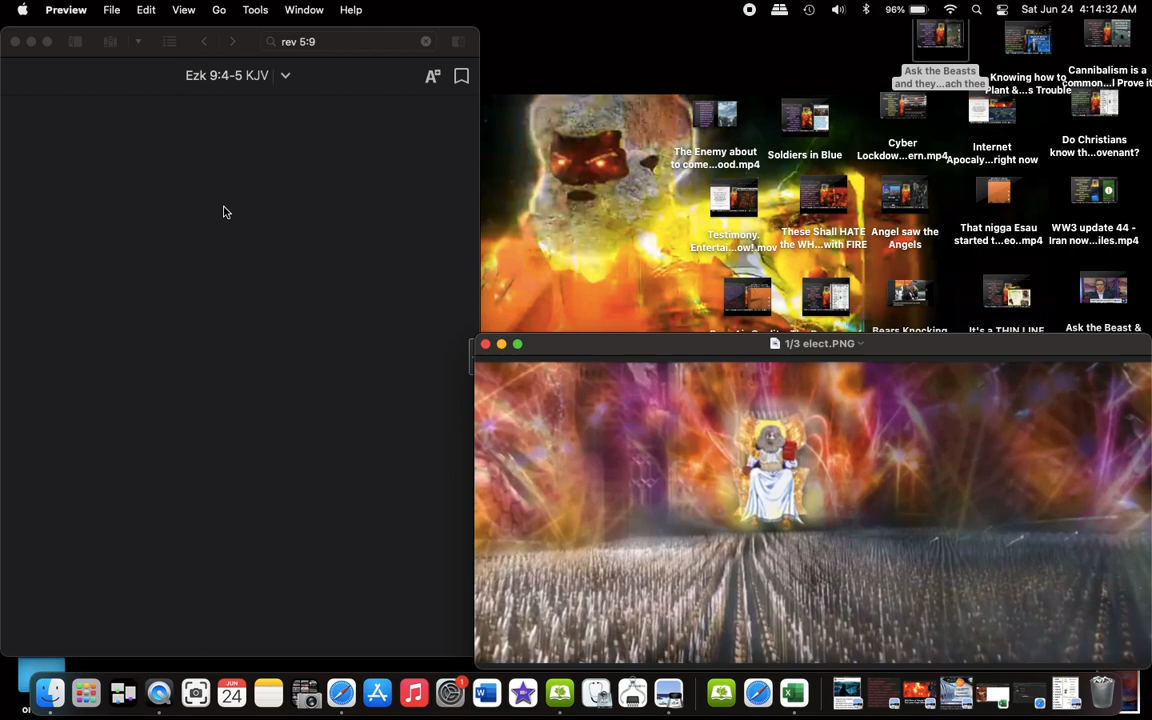 Preview File Edit View Go Tools Window Help
96% Sat Jun 24 4:14:32 AM
rev 5:9
Ezk 9:4-5 KJV
Ask the Beasts
and they...ach thee
Knowing how to
Plant &...s Trouble
Cannibalism is a
common...I Prove it
The Enemy about
to come...ood.mp4
Soldiers in Blue
Cyber
Lockdow...ern.mp4
Internet
Apocaly...right now
Do Christians
know th...ovenant?
Testimony.
Entertai...ow!.mov
These Shall HATE
the WH...with FIRE
Angel saw the
Angels
That nigga Esau
started t...eo..mp4
WW3 update 44 -
Iran now...iles.mp4
Bears Knocking
It's a THIN LINE
Ask the Beast &
1/3 elect.PNG
JUN
24
1